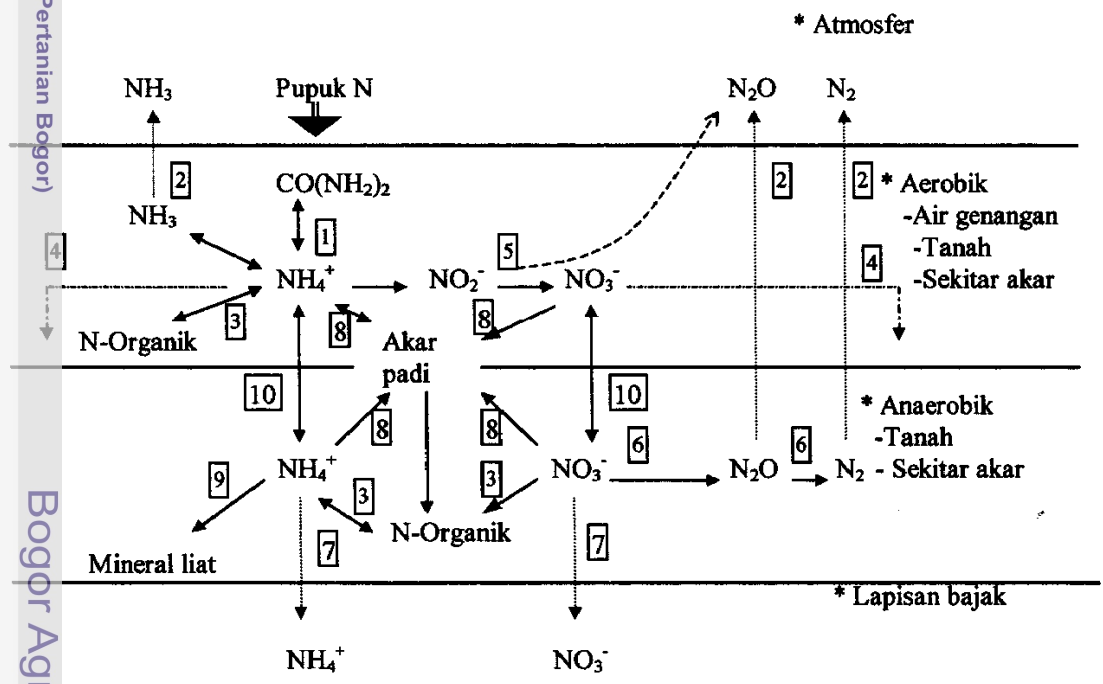 Pertanian Bogor)
Bogor Ag
* Atmosfer
NH₃ Pupuk N N₂O N₂
2 CO(NH₂)₂ 2 2 * Aerobik
NH₃ -Air genangan
4 1 5 4 -Tanah
NH₄⁺ NO₂⁻ NO₃⁻ -Sekitar akar
3 8 8
N-Organik Akar
padi
10 10 * Anaerobik
8 8 6 6 -Tanah
NH₄⁺ NO₃⁻ N₂O N₂ - Sekitar akar
9 3 3
N-Organik
7 7
Mineral liat
* Lapisan bajak
NH₄⁺ NO₃⁻